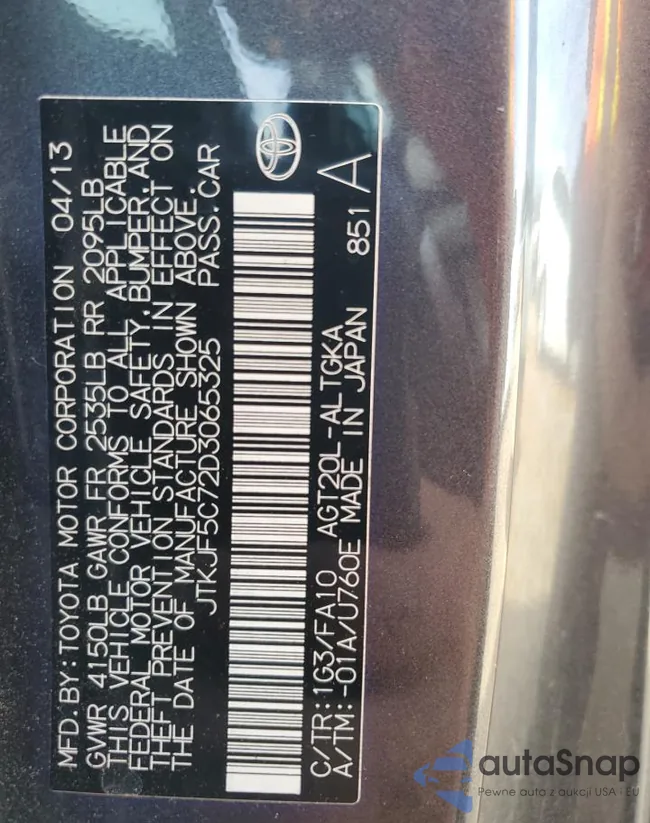 MFD. BY: TOYOTA MOTOR CORPORATION 04/13
GVWR 4150LB GAWR FR 2535LB RR 2095LB
THIS VEHICLE CONFORMS TO ALL APPLICABLE
FEDERAL MOTOR VEHICLE SAFETY, BUMPER, AND
THEFT PREVENTION STANDARDS IN EFFECT ON
THE DATE OF MANUFACTURE SHOWN ABOVE.
JTKJF5C72D3065325 PASS. CAR
C/TR: 1G3/FA10 AGT20L-ALTGKA
A/TM: -01A/U760E MADE IN JAPAN 851 A
autoSnap
Pewne auta z aukcji USA i EU